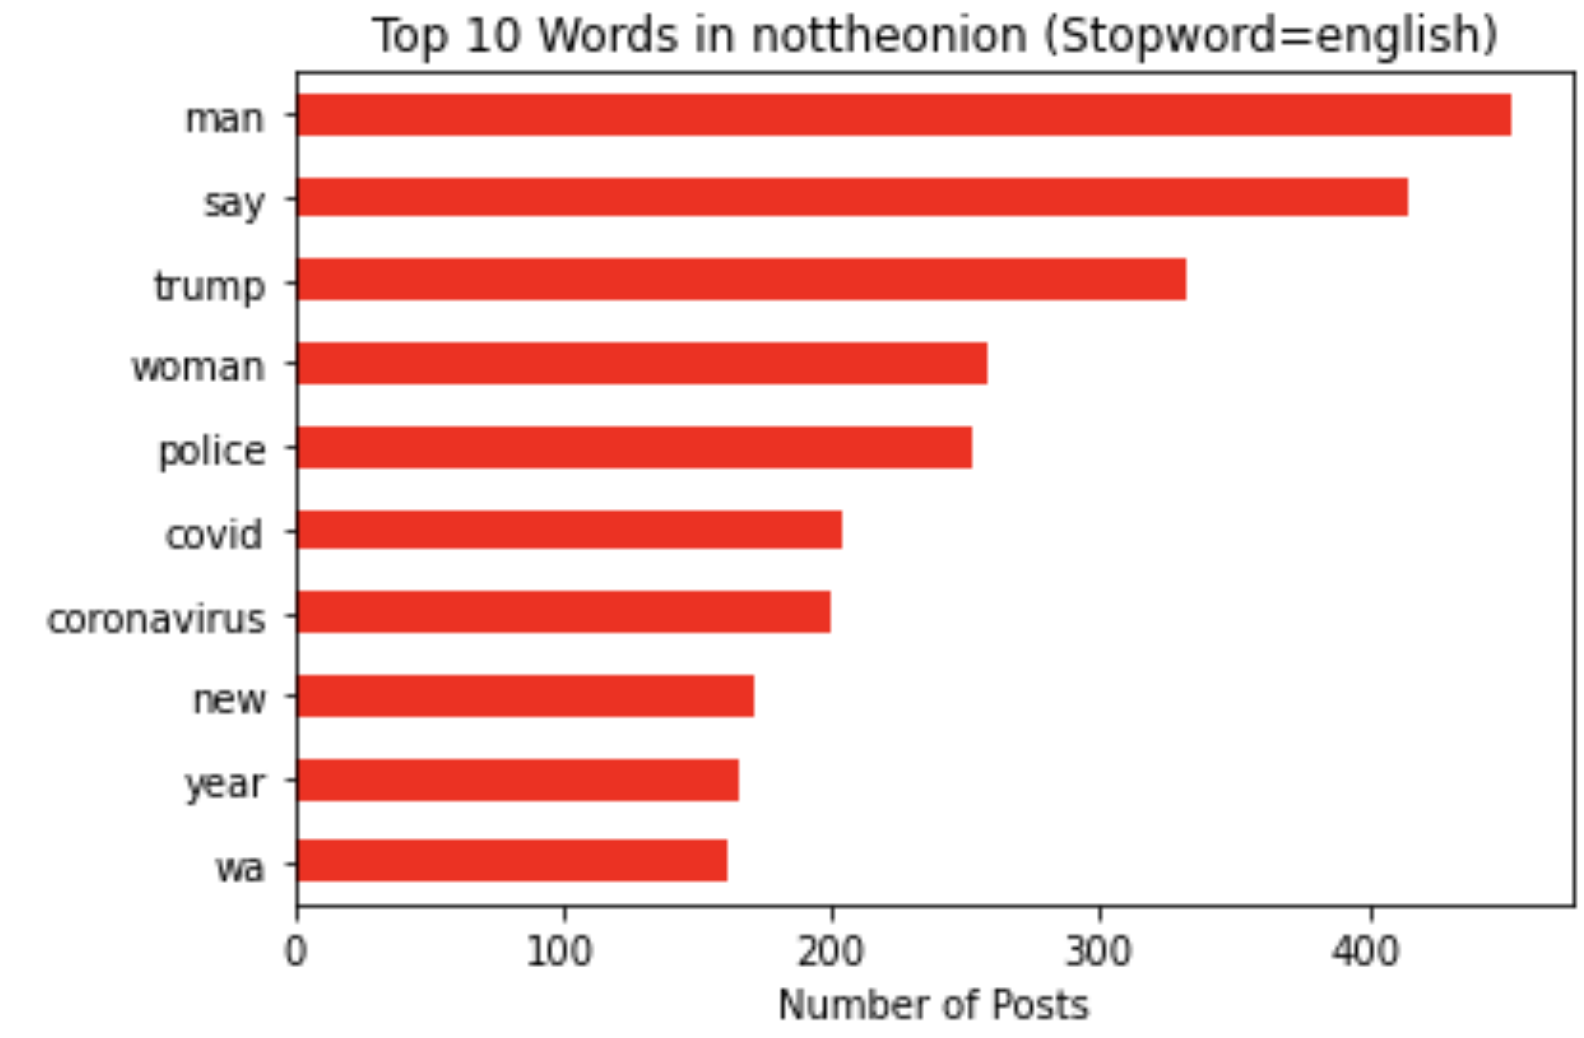 Top 10 Words in nottheonion (Stopword=english)
man
say
trump
woman
police
covid
coronavirus
new
year
wa
0 100 200 300 400
Number of Posts